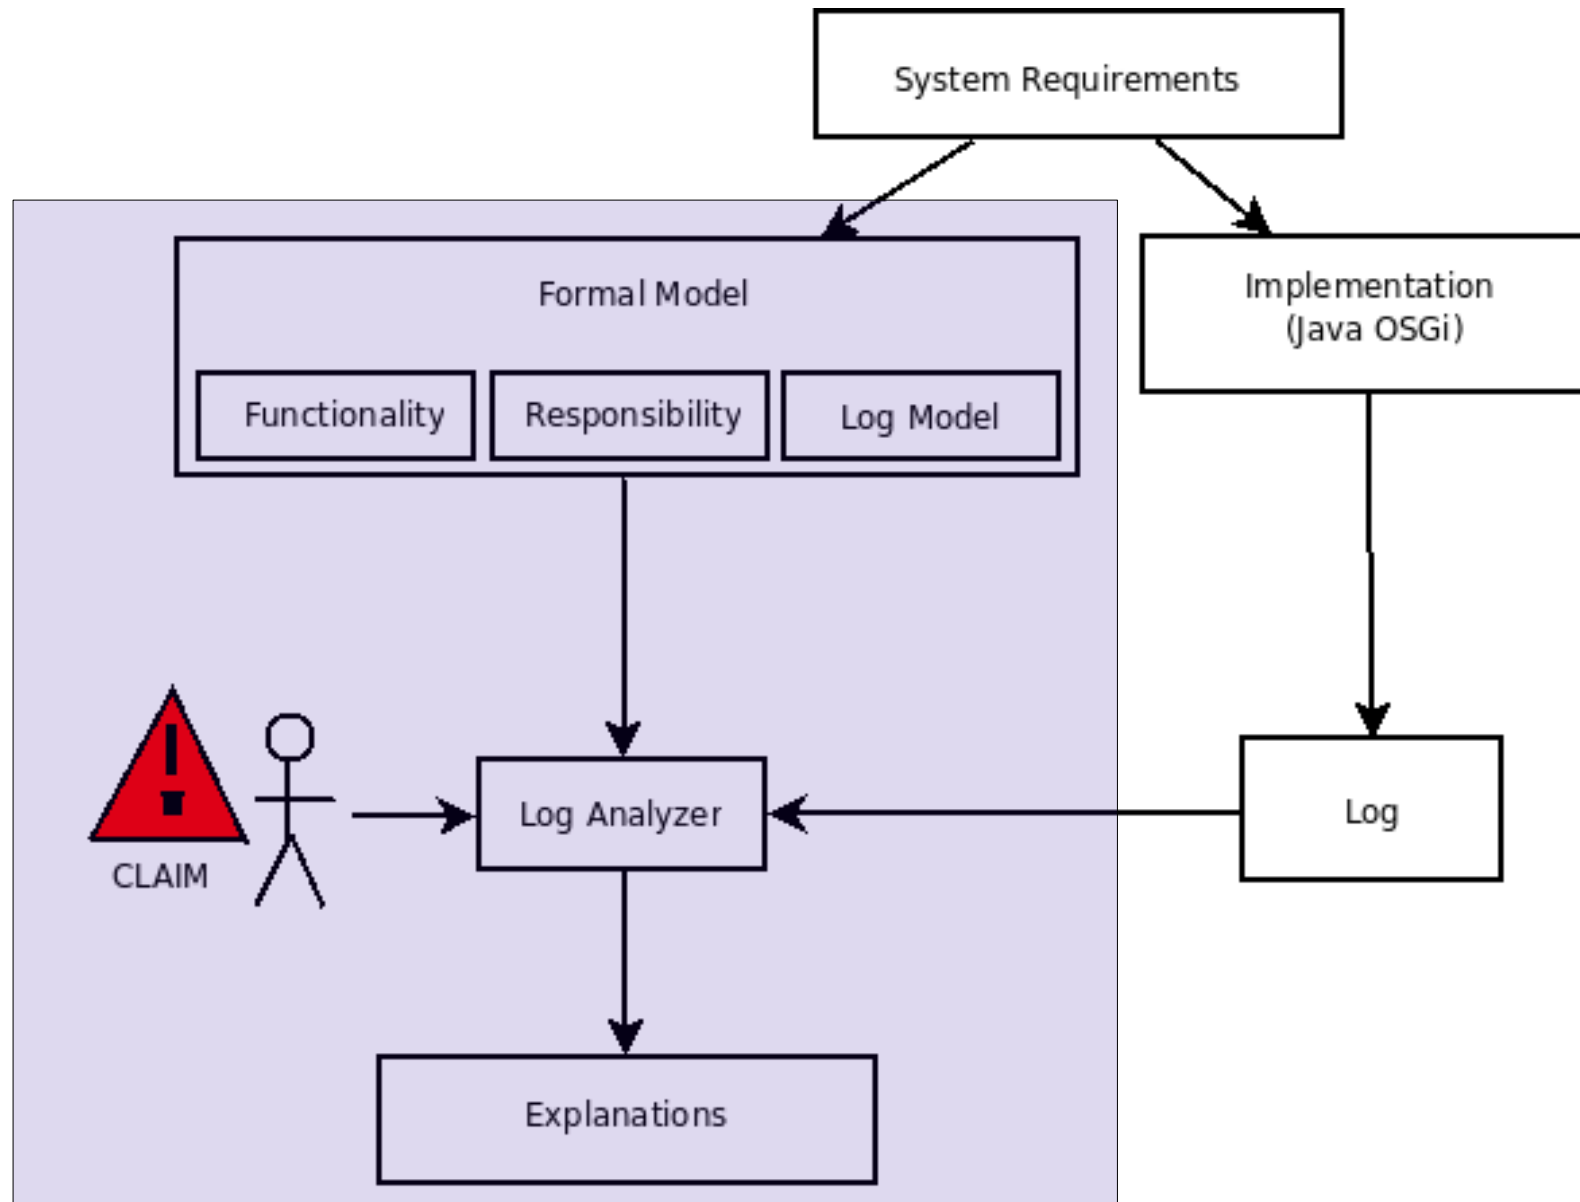 System Requirements
Formal Model
Implementation
(Java OSGi)
Functionality
Responsibility
Log Model
CLAIM
Log Analyzer
Log
Explanations